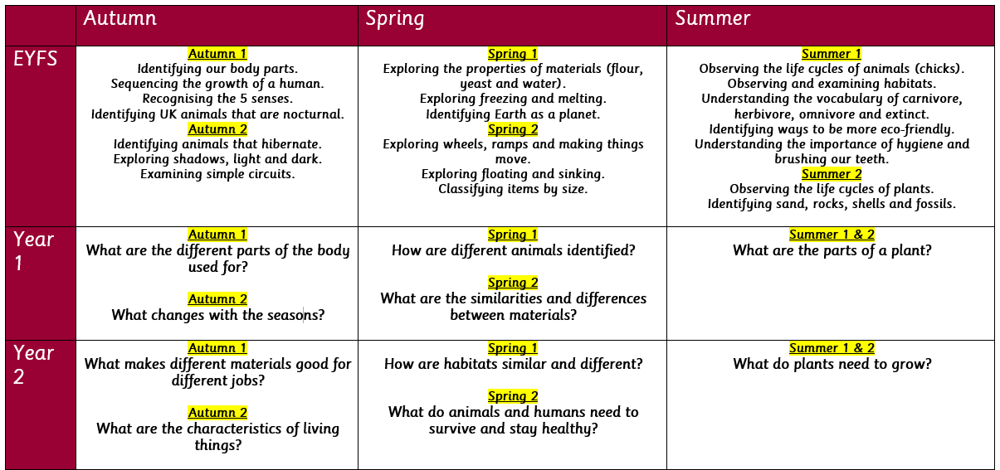 Autumn
Spring
Summer
EYFS
Autumn 1
Identifying our body parts.
Sequencing the growth of a human.
Recognising the 5 senses.
Identifying UK animals that are nocturnal.
Autumn 2
Identifying animals that hibernate.
Exploring shadows, light and dark.
Examining simple circuits.
Spring 1
Exploring the properties of materials (flour,
yeast and water).
Exploring freezing and melting.
Identifying Earth as a planet.
Spring 2
Exploring wheels, ramps and making things
move.
Exploring floating and sinking.
Classifying items by size.
Summer 1
Observing the life cycles of animals (chicks).
Observing and examining habitats.
Understanding the vocabulary of carnivore,
herbivore, omnivore and extinct.
Identifying ways to be more eco-friendly.
Understanding the importance of hygiene and
brushing our teeth.
Summer 2
Observing the life cycles of plants.
Identifying sand, rocks, shells and fossils.
Year
1
Autumn 1
What are the different parts of the body
used for?
Autumn 2
What changes with the seasons?
Spring 1
How are different animals identified?
Spring 2
What are the similarities and differences
between materials?
Summer 1 & 2
What are the parts of a plant?
Year
2
Autumn 1
What makes different materials good for
different jobs?
Autumn 2
What are the characteristics of living
things?
Spring 1
How are habitats similar and different?
Spring 2
What do animals and humans need to
survive and stay healthy?
Summer 1 & 2
What do plants need to grow?